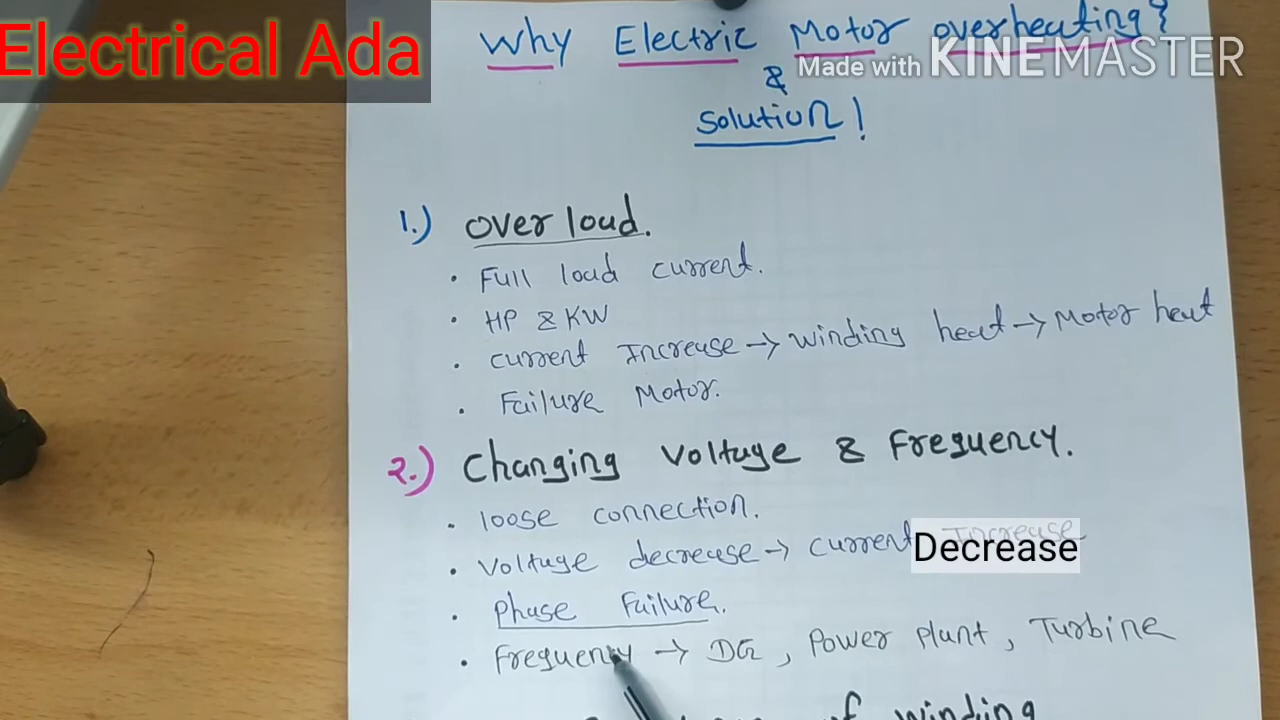 Electrical Ada
Why Electric Motor overheating?
Made with KINEMASTER
&
Solution!
1.) Over load.
• Full load current.
• HP & KW
• Current Increase → Winding heat → Motor heat
• Failure Motor.
2.) Changing Voltage & Frequency.
• loose connection.
• Voltage decrease → current Increase
Decrease
• Phase Failure.
• Frequency → DG, Power Plant, Turbine
of winding